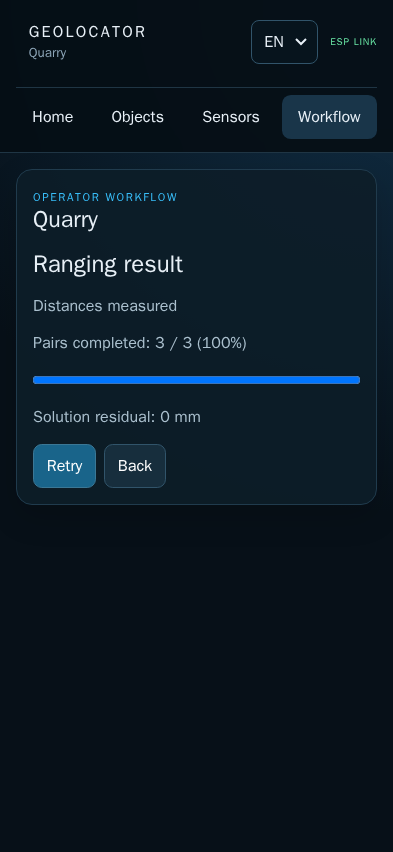 GEOLOCATOR
Quarry
EN
ESP LINK
Home
Objects
Sensors
Workflow
OPERATOR WORKFLOW
Quarry
Ranging result
Distances measured
Pairs completed: 3 / 3 (100%)
Solution residual: 0 mm
Retry
Back